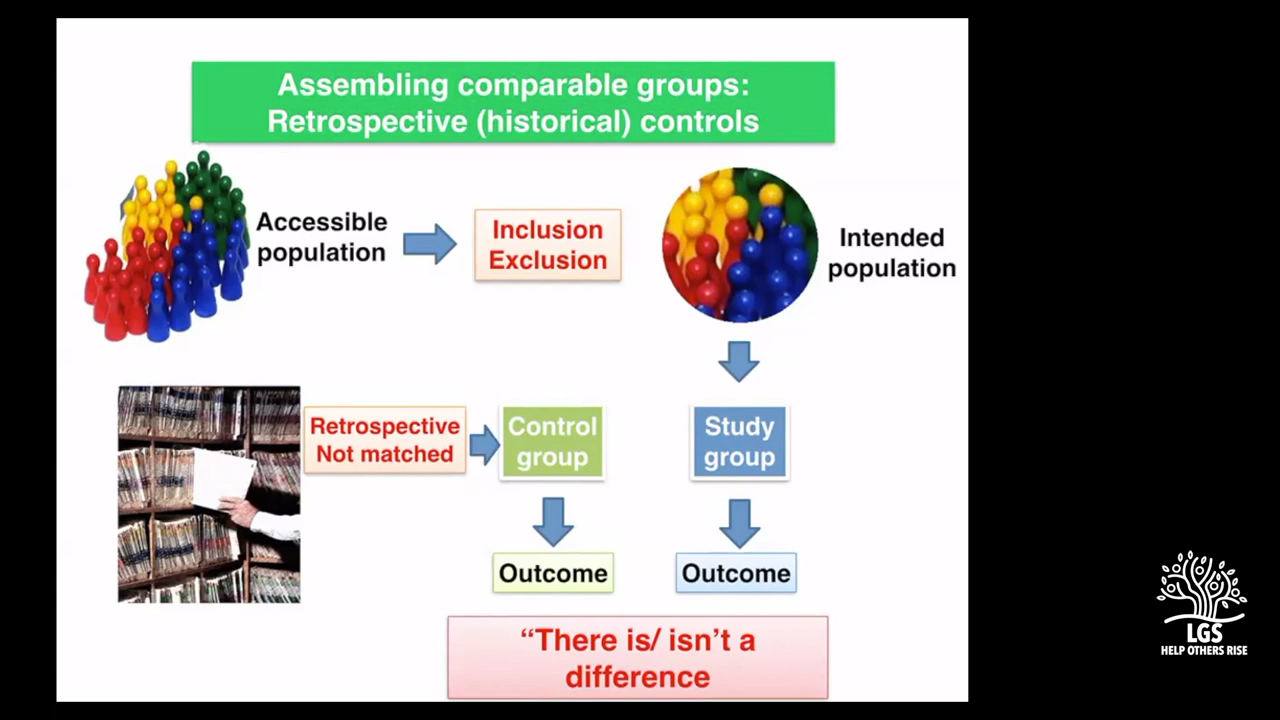 Assembling comparable groups:
Retrospective (historical) controls
Accessible
population
Inclusion
Exclusion
Intended
population
Retrospective
Not matched
Control
group
Study
group
Outcome
Outcome
“There is/ isn’t a
difference
LGS
HELP OTHERS RISE